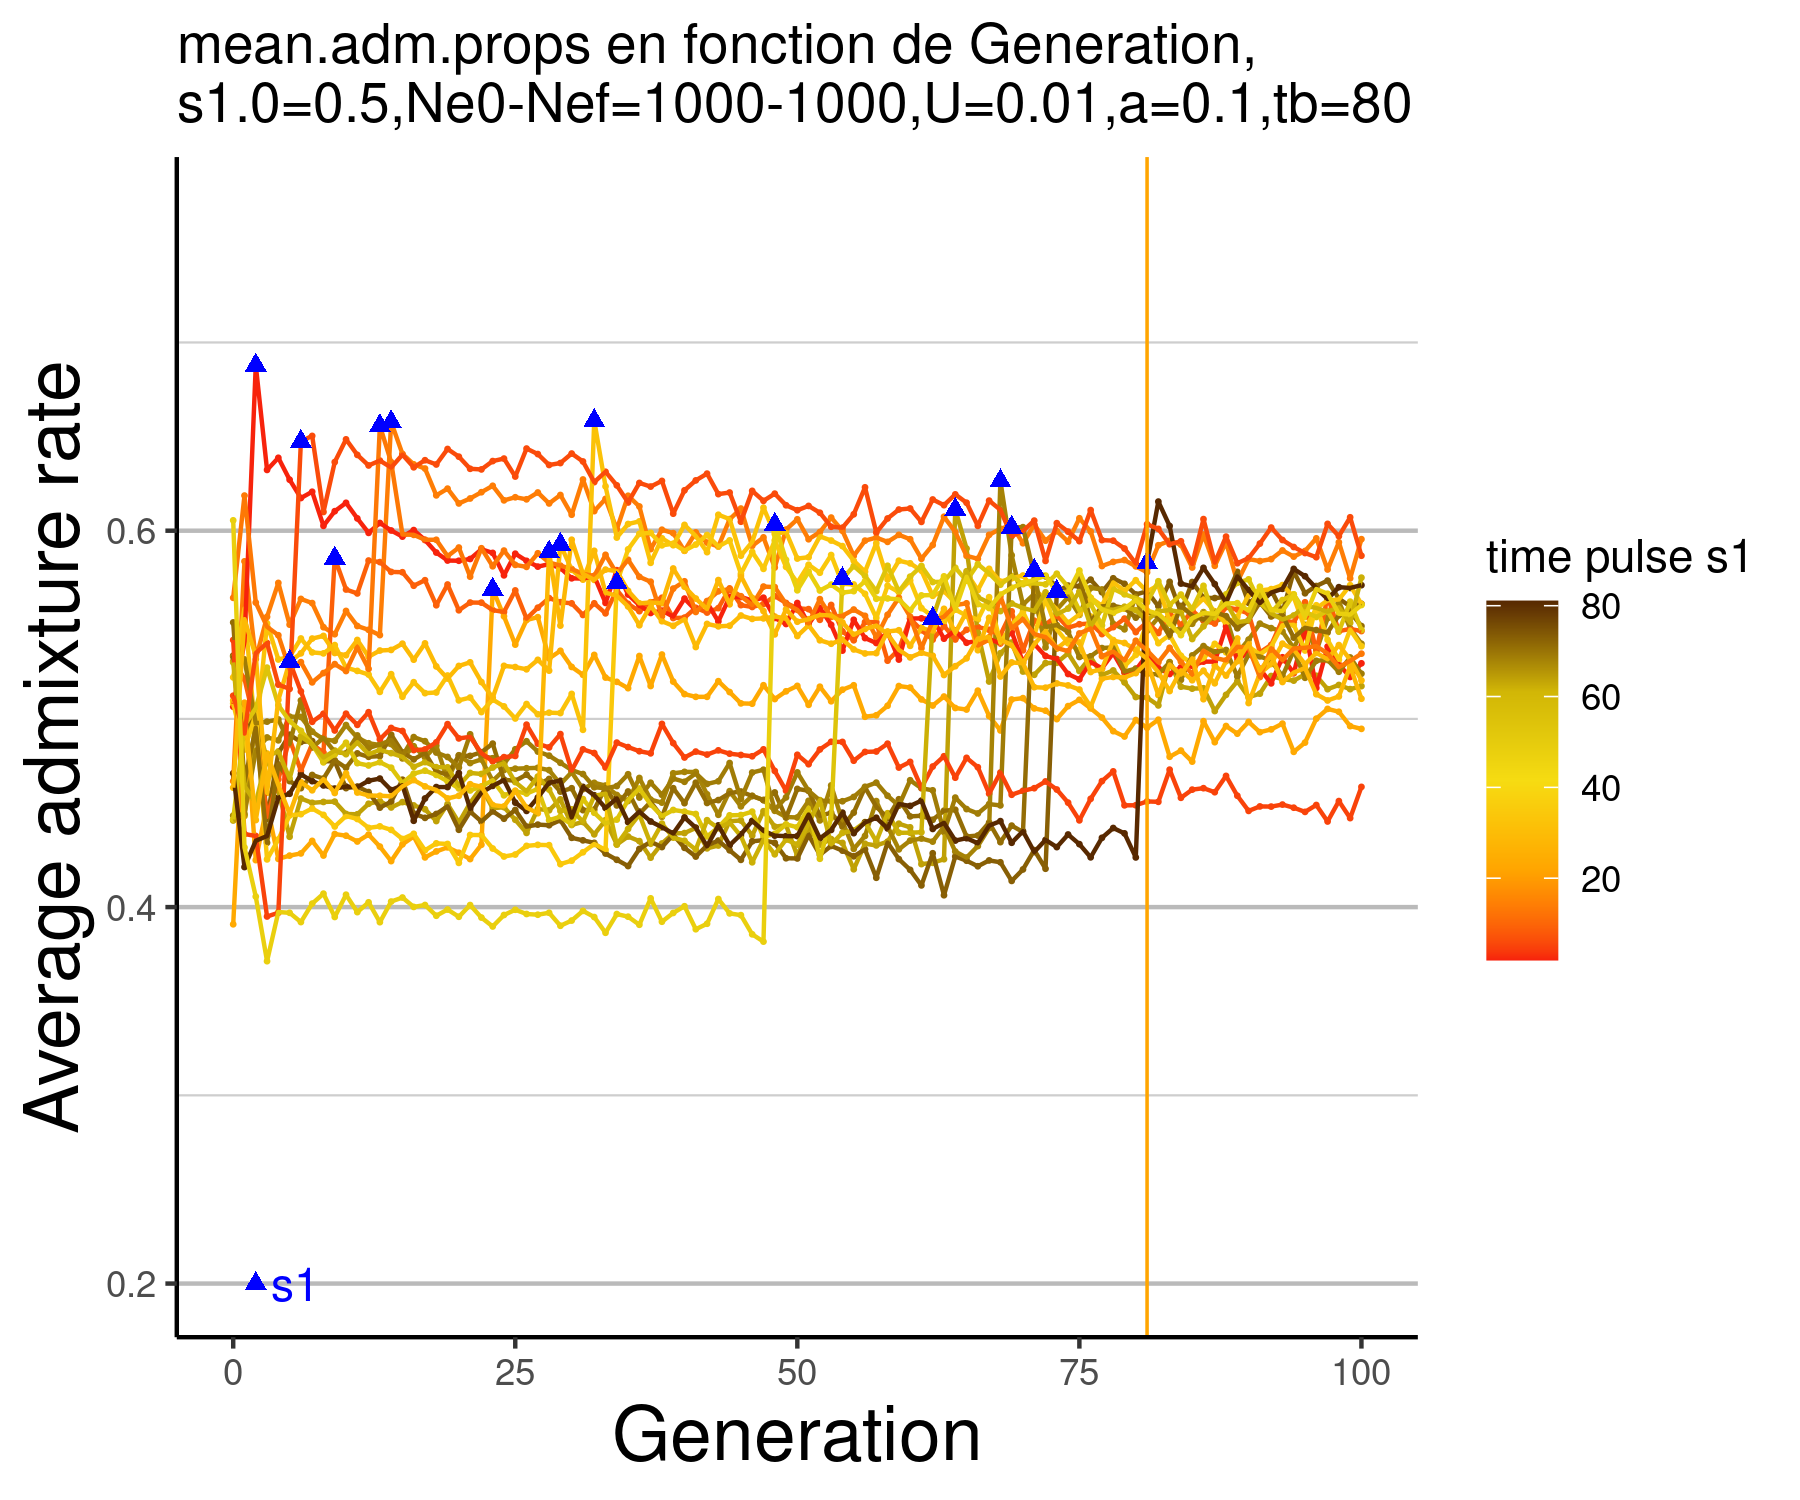 mean.adm.props en fonction de Generation,
s1.0=0.5,Ne0-Nef=1000-1000,U=0.01,a=0.1,tb=80
Average admixture rate
0.6
0.4
0.2
s1
0 25 50 75 100
Generation
time pulse s1
80
60
40
20